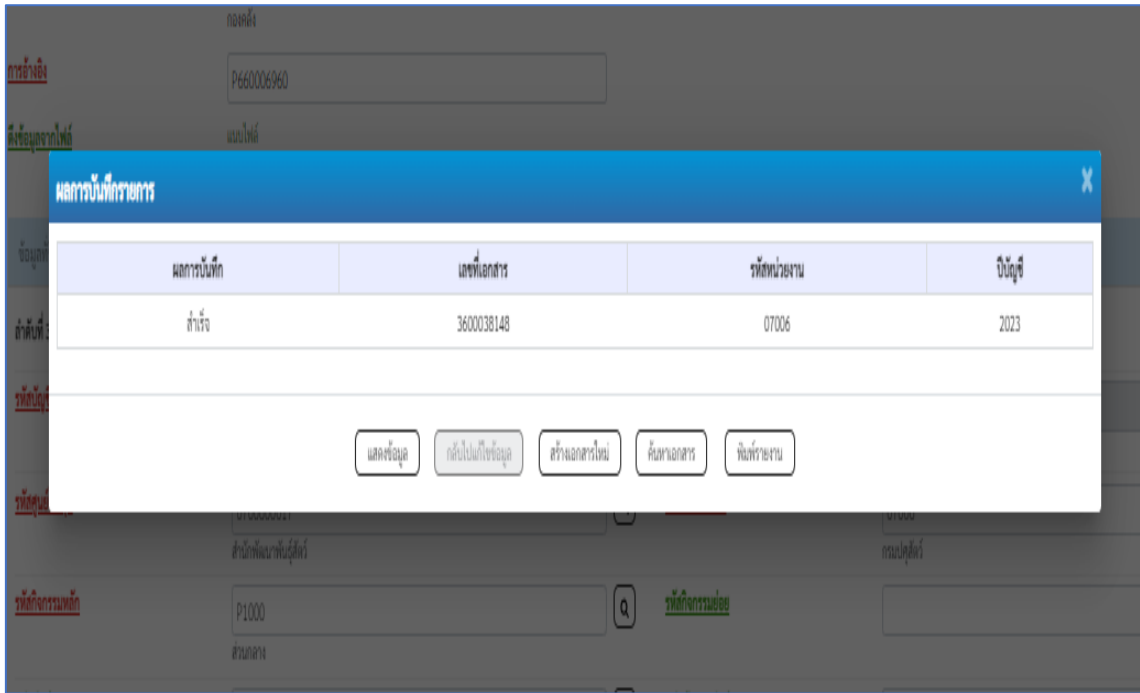 กองคลัง
การอ้างอิง P660006960
ดึงข้อมูลจากไฟล์ แนบไฟล์
ผลการบันทึกรายการ X
ผลการบันทึก เลขที่เอกสาร รหัสหน่วยงาน ปีบัญชี
ลำดับที่ 3 สำเร็จ 3600038148 07006 2023
แสดงข้อมูล กลับไปแก้ไขข้อมูล สร้างเอกสารใหม่ ค้นหาเอกสาร พิมพ์รายงาน
สำนักพัฒนาพันธุ์สัตว์ กรมปศุสัตว์
รหัสกิจกรรมหลัก P1000 รหัสกิจกรรมย่อย
ส่วนกลาง